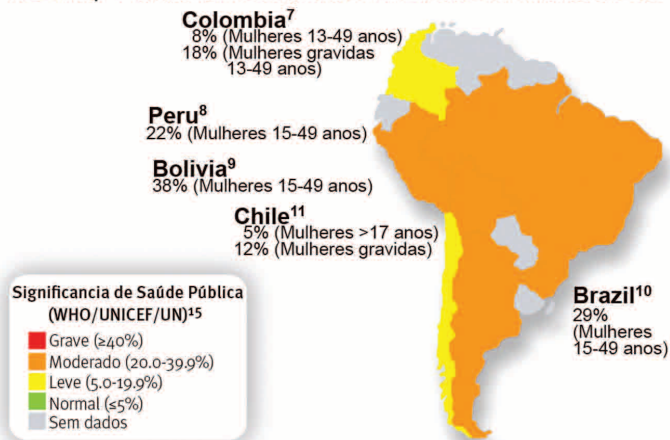 Colombia⁷
8% (Mulheres 13-49 anos)
18% (Mulheres gravidas
13-49 anos)
Peru⁸
22% (Mulheres 15-49 anos)
Bolivia⁹
38% (Mulheres 15-49 anos)
Chile¹¹
5% (Mulheres >17 anos)
12% (Mulheres gravidas)
Brazil¹⁰
29%
(Mulheres
15-49 anos)
Significancia de Saúde Pública
(WHO/UNICEF/UN)¹⁵
Grave (≥40%)
Moderado (20.0-39.9%)
Leve (5.0-19.9%)
Normal (≤5%)
Sem dados